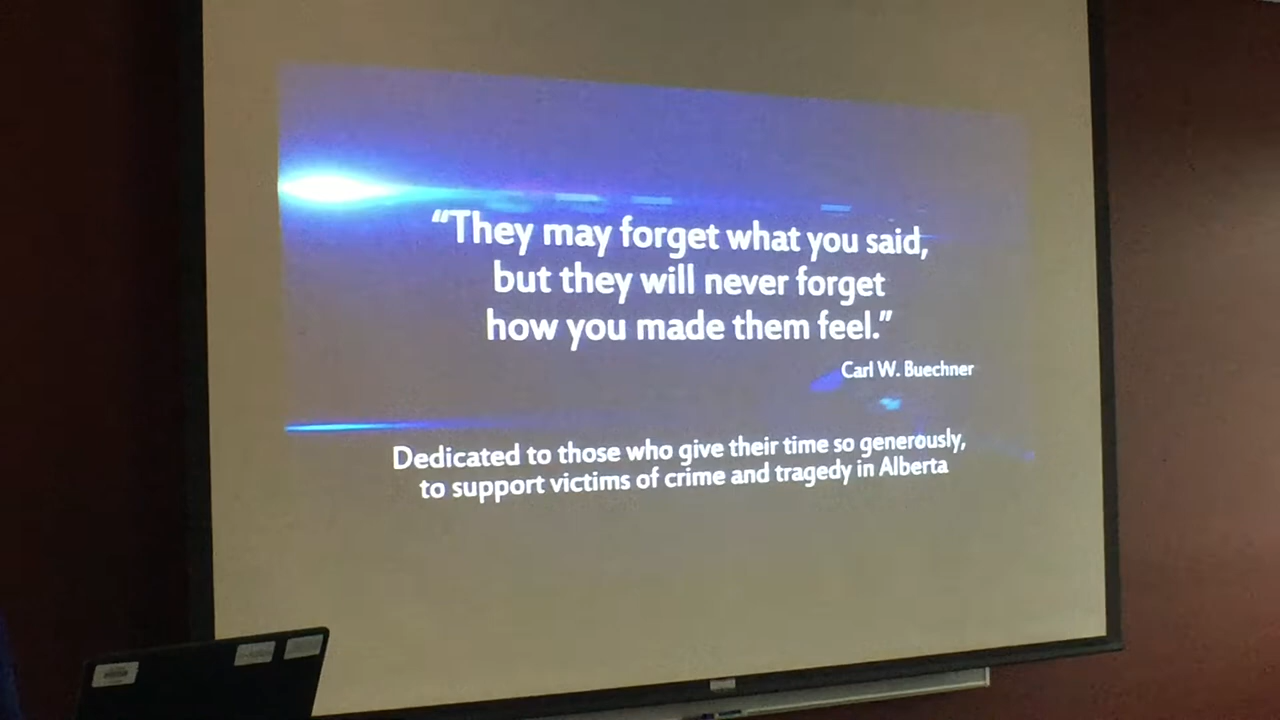 “They may forget what you said,
but they will never forget
how you made them feel.”
Carl W. Buechner
Dedicated to those who give their time so generously,
to support victims of crime and tragedy in Alberta